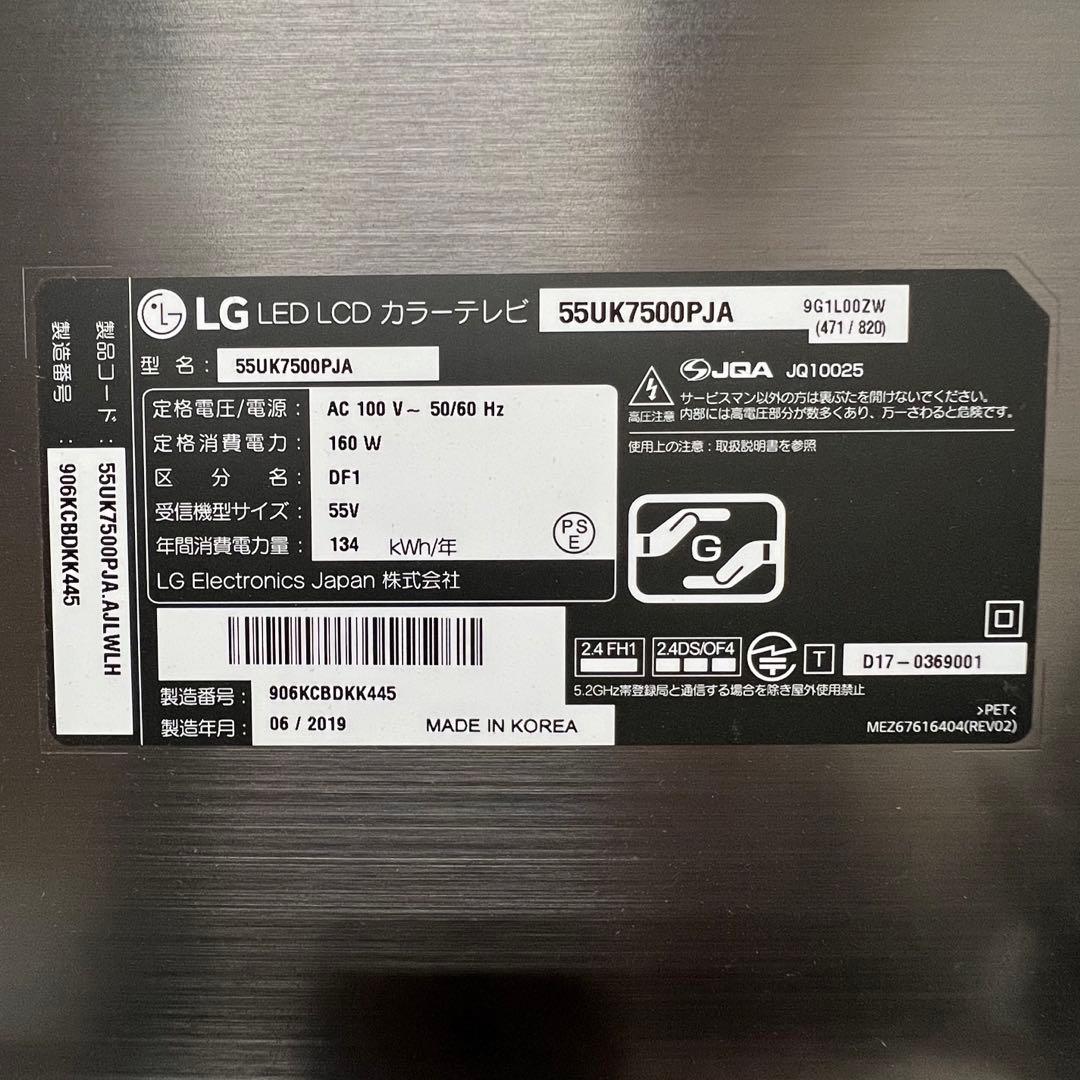 LG LED LCD カラーテレビ 55UK7500PJA 9G1L00ZW
(471 / 820)
型 名 : 55UK7500PJA
定格電圧/電源 : AC 100 V~ 50/60 Hz
定格消費電力 : 160 W
区 分 名 : DF1
受信機型サイズ : 55V
年間消費電力量 : 134 kWh/年
PS
E
LG Electronics Japan 株式会社
JQA JQ10025
高圧注意
サービスマン以外の方は裏ぶたを開けないでください。
内部には高電圧部分が数多くあり、万一さわると危険です。
使用上の注意 : 取扱説明書を参照
G
製造番号 : 906KCBDKK445
製造年月 : 06 / 2019 MADE IN KOREA
2.4 FH1 2.4DS/OF4 T D17-0369001
5.2GHz帯登録局と通信する場合を除き屋外使用禁止
>PET<
MEZ67616404(REV02)
製品コード : 55UK7500PJA.AJLWLH
製造番号 : 906KCBDKK445